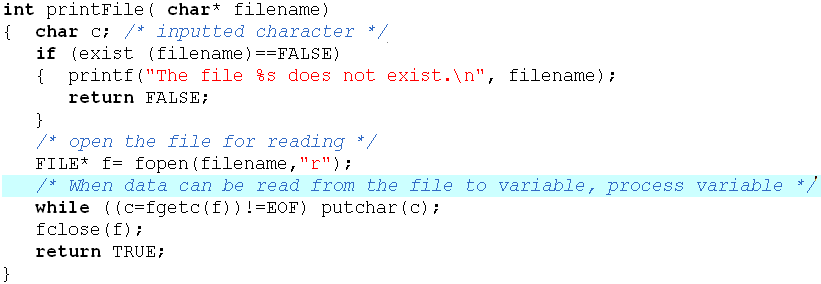 int printFile( char* filename)
{  char c; /* inputted character */
   if (exist (filename)==FALSE)
   {  printf("The file %s does not exist.\n", filename);
      return FALSE;
   }
   /* open the file for reading */
   FILE* f= fopen(filename,"r");
   /* When data can be read from the file to variable, process variable */
   while ((c=fgetc(f))!=EOF) putchar(c);
   fclose(f);
   return TRUE;
}